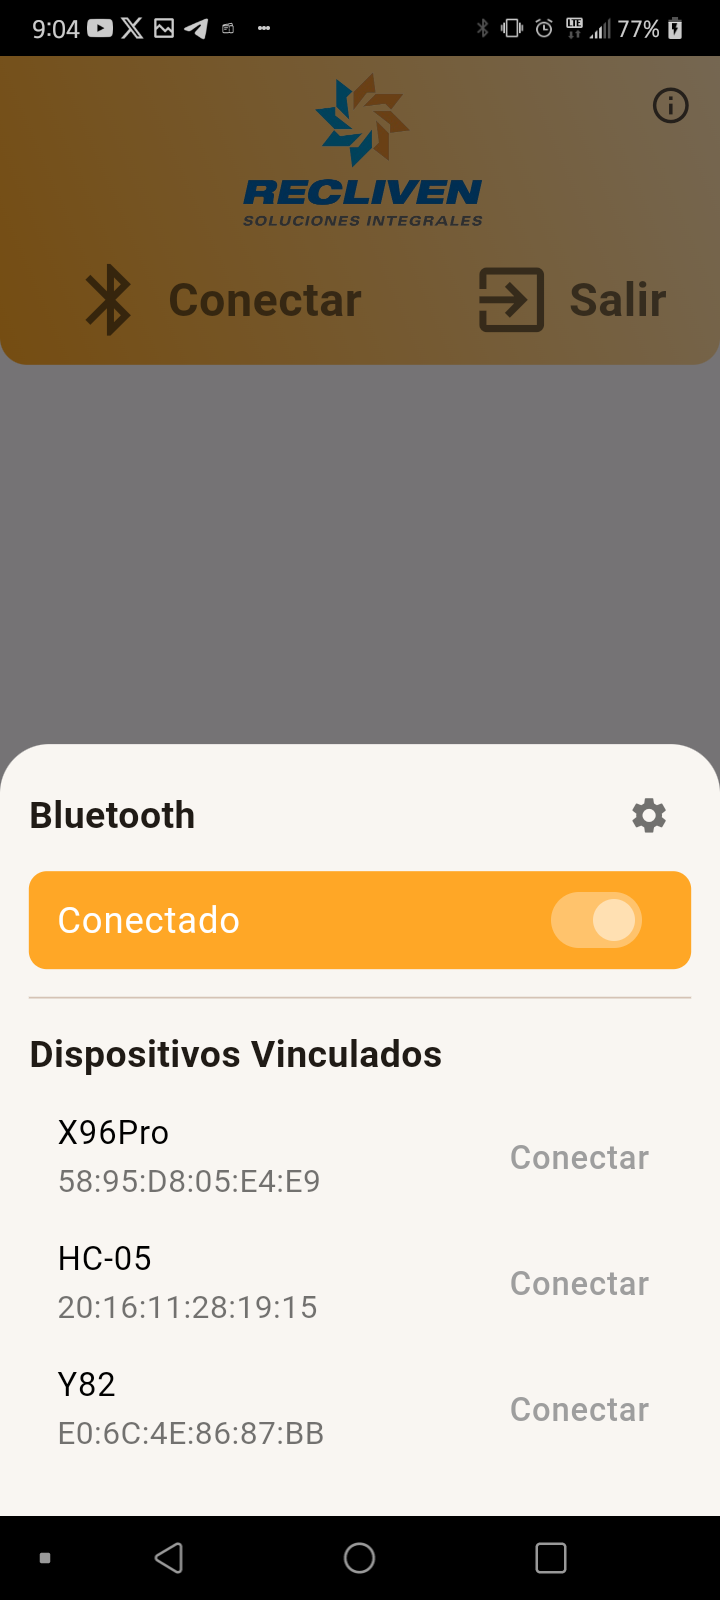 9:04
LTE
77%
RECLIVEN
SOLUCIONES INTEGRALES
Conectar
Salir
Bluetooth
Conectado
Dispositivos Vinculados
X96Pro
58:95:D8:05:E4:E9
Conectar
HC-05
20:16:11:28:19:15
Conectar
Y82
E0:6C:4E:86:87:BB
Conectar